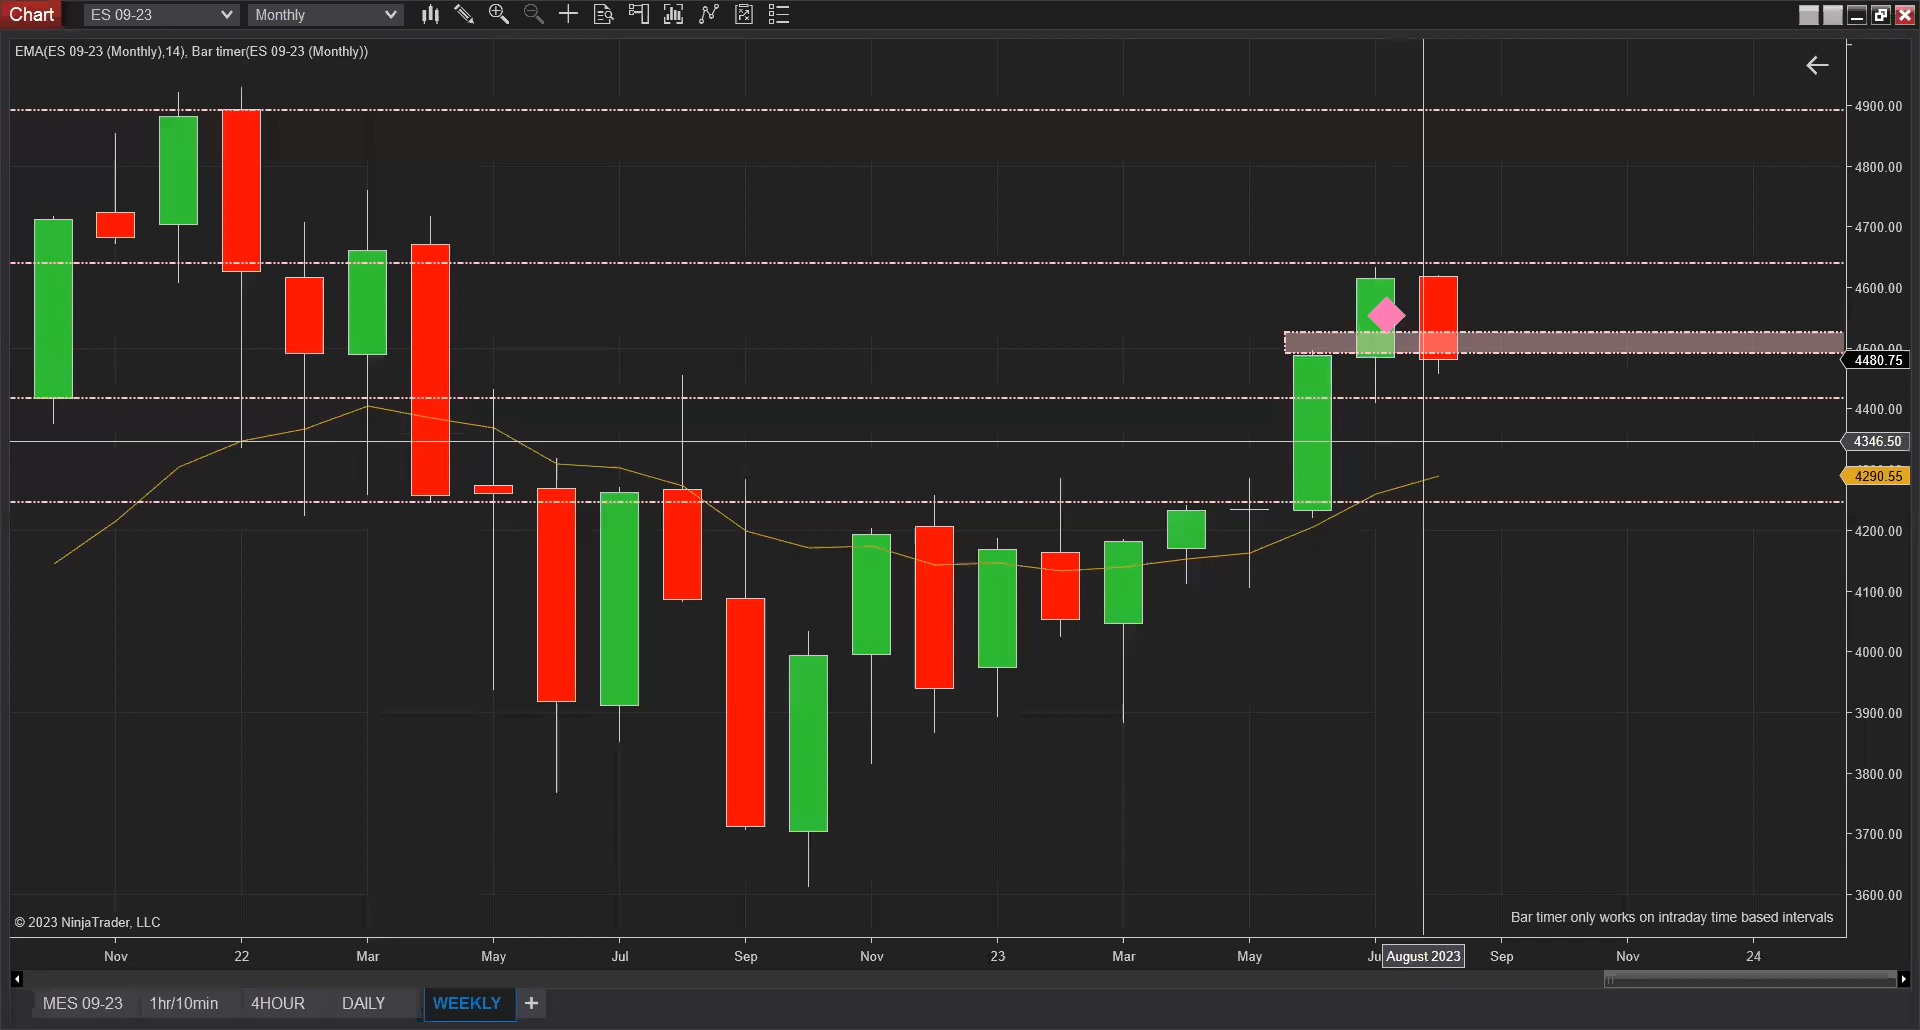 Chart ES 09-23 Monthly
EMA(ES 09-23 (Monthly),14), Bar timer(ES 09-23 (Monthly))
4900.00
4800.00
4700.00
4600.00
4500.00
4480.75
4400.00
4346.50
4290.55
4200.00
4100.00
4000.00
3900.00
3800.00
3700.00
3600.00
© 2023 NinjaTrader, LLC
Bar timer only works on intraday time based intervals
Nov 22 Mar May Jul Sep Nov 23 Mar May Ju August 2023 Sep Nov 24
MES 09-23 1hr/10min 4HOUR DAILY WEEKLY +